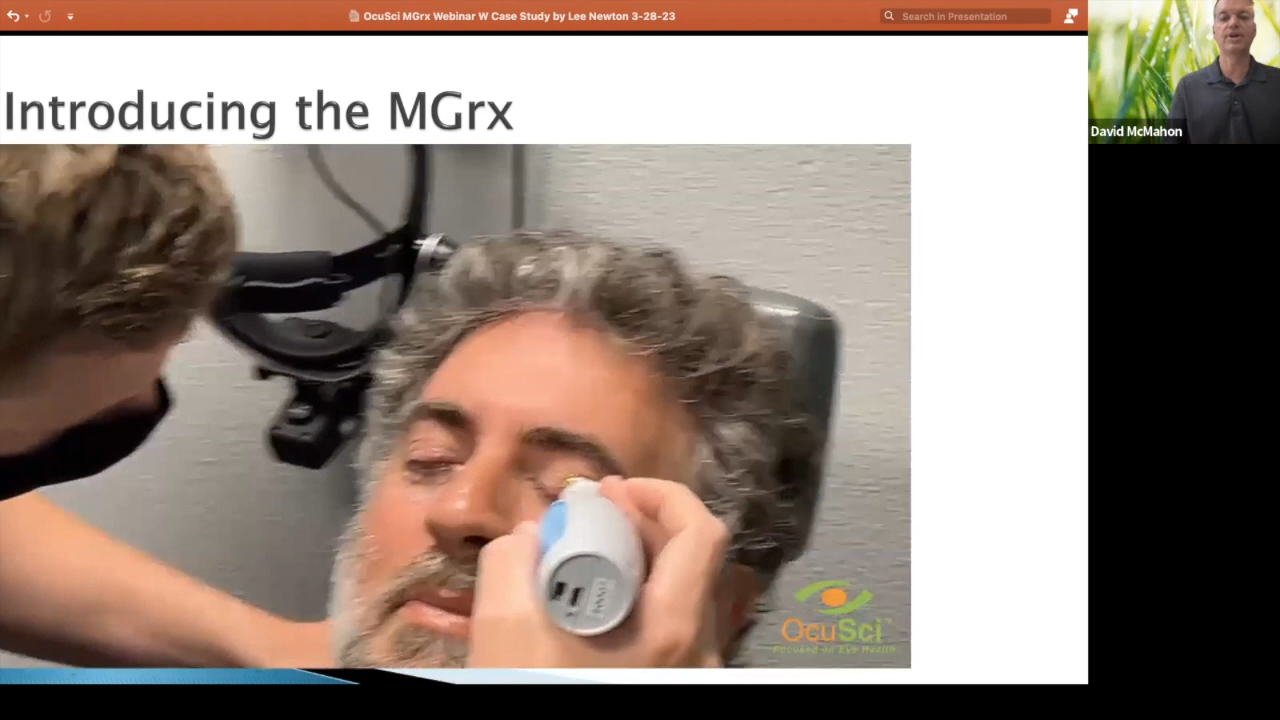 OcuSci MGrx Webinar W Case Study by Lee Newton 3-28-23
Search in Presentation
David McMahon
Introducing the MGrx
OcuSci
Focused on Eye Health